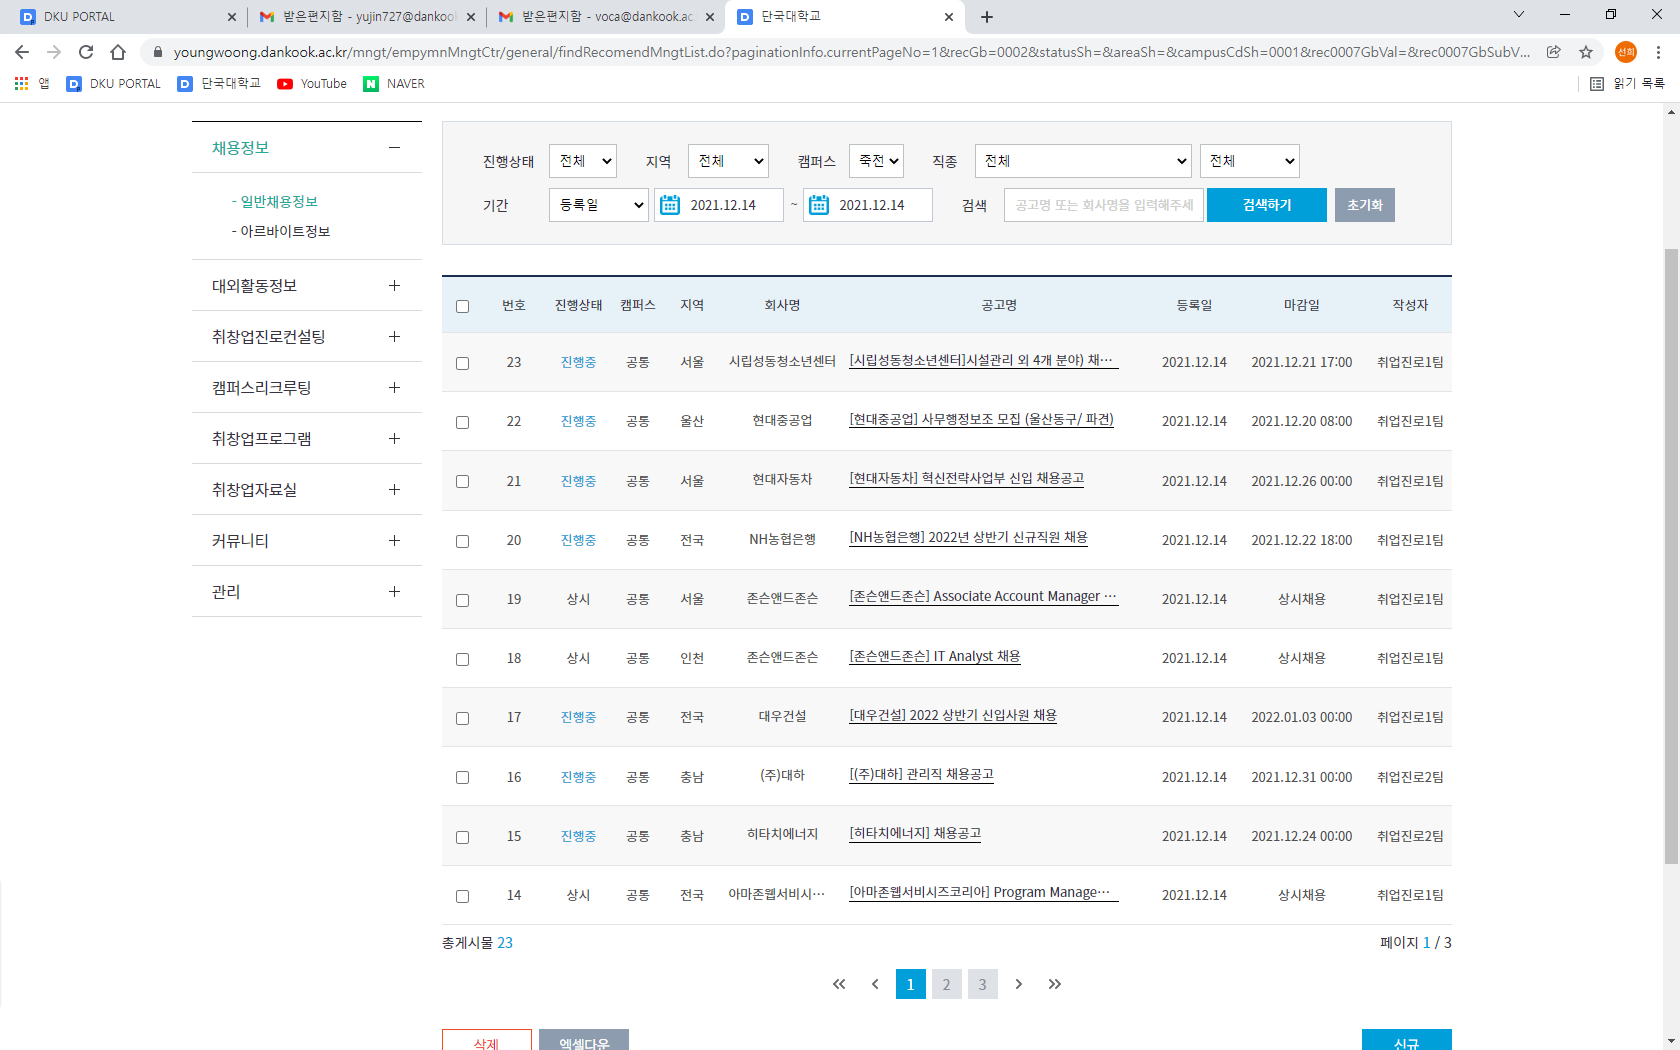 DKU PORTAL
받은편지함 - yujin727@dankook
받은편지함 - voca@dankook.ac.
단국대학교
youngwoong.dankook.ac.kr/mngt/empymnMngtCtr/general/findRecomendMngtList.do?paginationInfo.currentPageNo=1&recGb=0002&statusSh=&areaSh=&campusCdSh=0001&rec0007GbVal=&rec0007GbSubV...
선희
앱 DKU PORTAL 단국대학교 YouTube NAVER 읽기 목록
채용정보
- 일반채용정보
- 아르바이트정보
대외활동정보
취창업진로컨설팅
캠퍼스리크루팅
취창업프로그램
취창업자료실
커뮤니티
관리
진행상태 전체 지역 전체 캠퍼스 죽전 직종 전체 전체
기간 등록일 2021.12.14 ~ 2021.12.14 검색 공고명 또는 회사명을 입력해주세 검색하기 초기화
번호 진행상태 캠퍼스 지역 회사명 공고명 등록일 마감일 작성자
23 진행중 공통 서울 시립성동청소년센터 [시립성동청소년센터]시설관리 외 4개 분야) 채… 2021.12.14 2021.12.21 17:00 취업진로1팀
22 진행중 공통 울산 현대중공업 [현대중공업] 사무행정보조 모집 (울산동구/ 파견) 2021.12.14 2021.12.20 08:00 취업진로1팀
21 진행중 공통 서울 현대자동차 [현대자동차] 혁신전략사업부 신입 채용공고 2021.12.14 2021.12.26 00:00 취업진로1팀
20 진행중 공통 전국 NH농협은행 [NH농협은행] 2022년 상반기 신규직원 채용 2021.12.14 2021.12.22 18:00 취업진로1팀
19 상시 공통 서울 존슨앤드존슨 [존슨앤드존슨] Associate Account Manager … 2021.12.14 상시채용 취업진로1팀
18 상시 공통 인천 존슨앤드존슨 [존슨앤드존슨] IT Analyst 채용 2021.12.14 상시채용 취업진로1팀
17 진행중 공통 전국 대우건설 [대우건설] 2022 상반기 신입사원 채용 2021.12.14 2022.01.03 00:00 취업진로1팀
16 진행중 공통 충남 (주)대하 [(주)대하] 관리직 채용공고 2021.12.14 2021.12.31 00:00 취업진로2팀
15 진행중 공통 충남 히타치에너지 [히타치에너지] 채용공고 2021.12.14 2021.12.24 00:00 취업진로2팀
14 상시 공통 전국 아마존웹서비시… [아마존웹서비시즈코리아] Program Manage… 2021.12.14 상시채용 취업진로1팀
총게시물 23 페이지 1 / 3
1 2 3
삭제 엑셀다운 신규